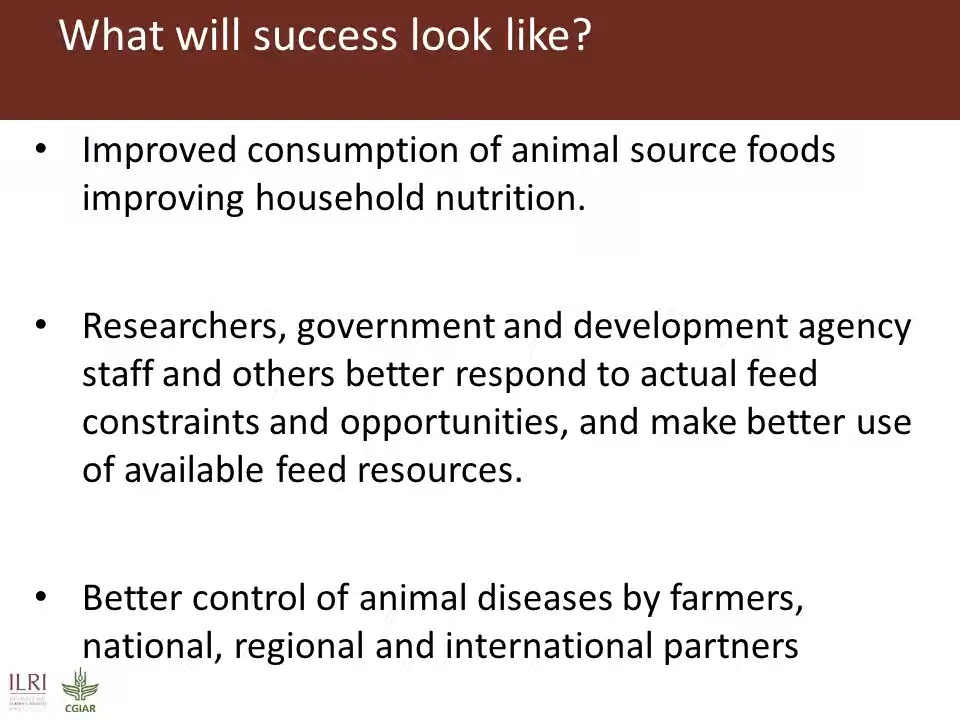 What will success look like?
• Improved consumption of animal source foods
improving household nutrition.
• Researchers, government and development agency
staff and others better respond to actual feed
constraints and opportunities, and make better use
of available feed resources.
• Better control of animal diseases by farmers,
national, regional and international partners
ILRI
CGIAR